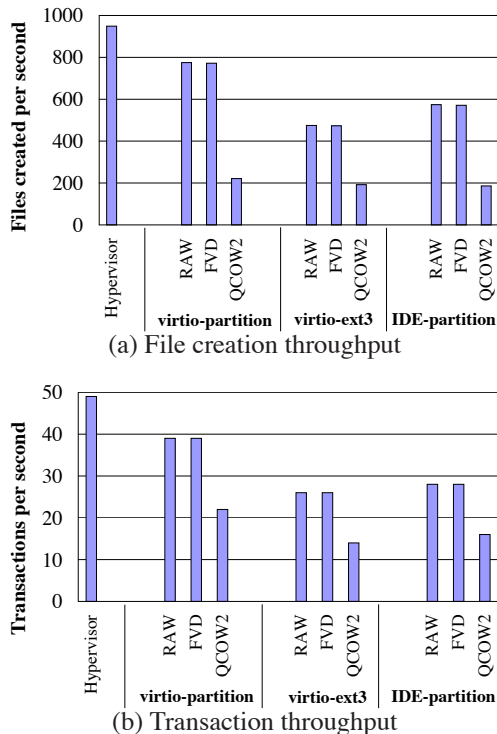 1000
800
600
400
200
0
Files created per second
Hypervisor
RAW
FVD
QCOW2
RAW
FVD
QCOW2
RAW
FVD
QCOW2
virtio-partition
virtio-ext3
IDE-partition
(a) File creation throughput
50
40
30
20
10
0
Transactions per second
Hypervisor
RAW
FVD
QCOW2
RAW
FVD
QCOW2
RAW
FVD
QCOW2
virtio-partition
virtio-ext3
IDE-partition
(b) Transaction throughput